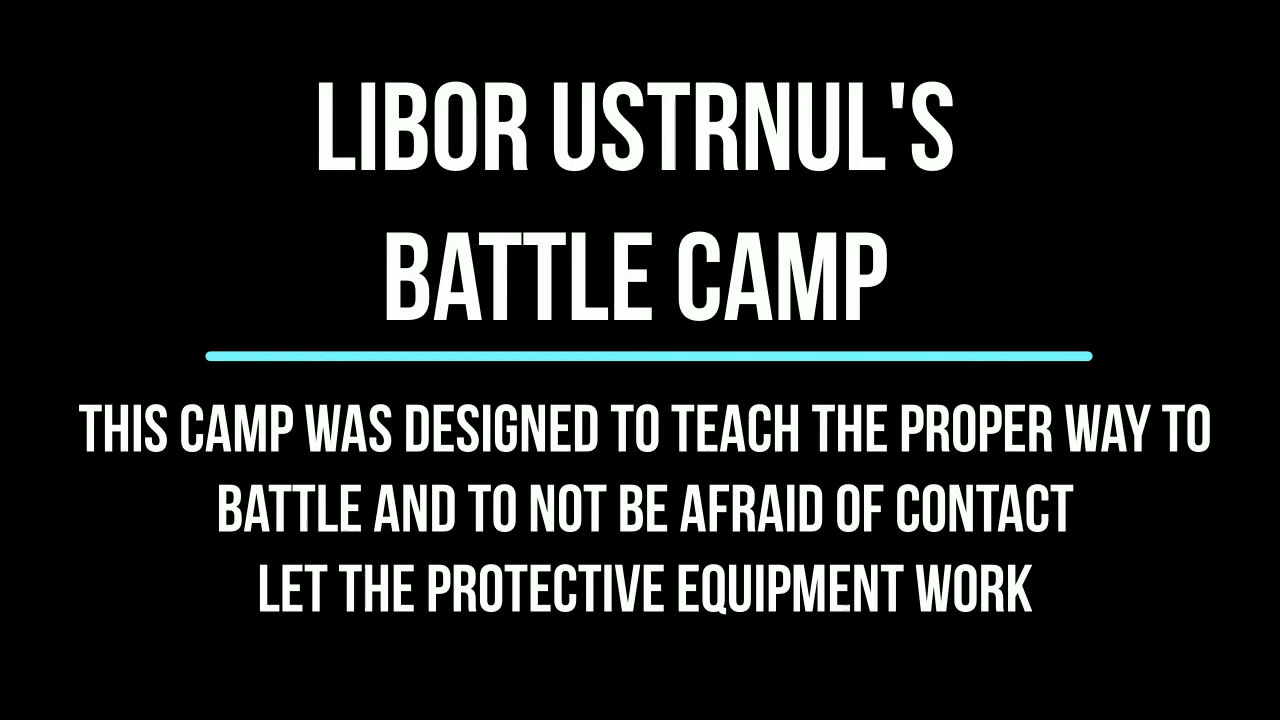 LIBOR USTRNUL'S
BATTLE CAMP
THIS CAMP WAS DESIGNED TO TEACH THE PROPER WAY TO
BATTLE AND TO NOT BE AFRAID OF CONTACT
LET THE PROTECTIVE EQUIPMENT WORK